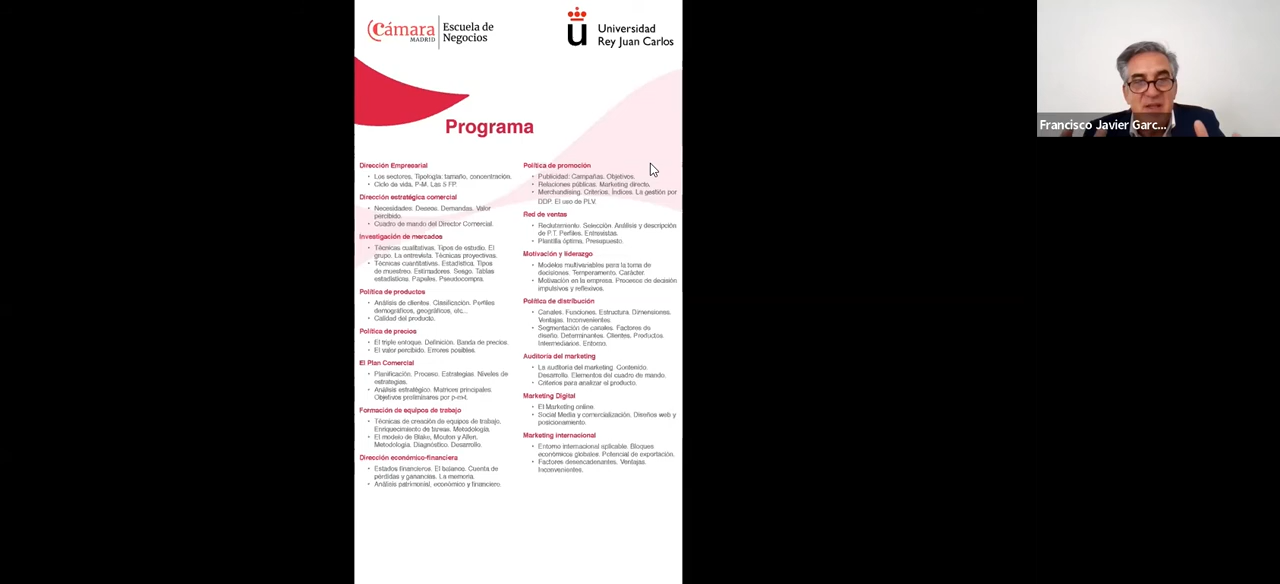 Cámara
MADRID
Escuela de
Negocios
Universidad
Rey Juan Carlos
Programa
Dirección Empresarial
• Los sectores. Tipología: tamaño, concentración.
• Ciclo de vida. P-M. Las 5 FP.
Dirección estratégica comercial
• Necesidades. Deseos. Demandas. Valor
percibido.
• Cuadro de mando del Director Comercial.
Investigación de mercados
• Técnicas cualitativas. Tipos de estudio. El
grupo. La entrevista. Técnicas proyectivas.
• Técnicas cuantitativas. Estadística. Tipos
de muestreo. Estimadores. Sesgo. Tablas
estadísticas. Papeles. Pseudocompra.
Política de productos
• Análisis de clientes. Clasificación. Perfiles
demográficos, geográficos, etc...
• Calidad del producto.
Política de precios
• El triple enfoque. Definición. Banda de precios.
• El valor percibido. Errores posibles.
El Plan Comercial
• Planificación. Proceso. Estrategias. Niveles de
estrategias.
• Análisis estratégico. Matrices principales.
Objetivos preliminares por p-m-t.
Formación de equipos de trabajo
• Técnicas de creación de equipos de trabajo.
Enriquecimiento de tareas. Metodología.
• El modelo de Blake, Mouton y Allen.
Metodología. Diagnóstico. Desarrollo.
Dirección económico-financiera
• Estados financieros. El balance. Cuenta de
pérdidas y ganancias. La memoria.
• Análisis patrimonial, económico y financiero.
Política de promoción
• Publicidad: Campañas. Objetivos.
• Relaciones públicas. Marketing directo.
• Merchandising. Criterios. Índices. La gestión por
DDP. El uso de PLV.
Red de ventas
• Reclutamiento. Selección. Análisis y descripción
de P.T. Perfiles. Entrevistas.
• Plantilla óptima. Presupuesto.
Motivación y liderazgo
• Modelos multivariables para la toma de
decisiones. Temperamento. Carácter.
• Motivación en la empresa. Procesos de decisión
impulsivos y reflexivos.
Política de distribución
• Canales. Funciones. Estructura. Dimensiones.
Ventajas. Inconvenientes.
• Segmentación de canales. Factores de
diseño. Determinantes. Clientes. Productos.
Intermediarios. Entorno.
Auditoría del marketing
• La auditoría del marketing. Contenido.
Desarrollo. Elementos del cuadro de mando.
• Criterios para analizar el producto.
Marketing Digital
• El Marketing online.
• Social Media y comercialización. Diseños web y
posicionamiento.
Marketing internacional
• Entorno internacional aplicable. Bloques
económicos globales. Potencial de exportación.
• Factores desencadenantes. Ventajas.
Inconvenientes.
Francisco Javier Garc...